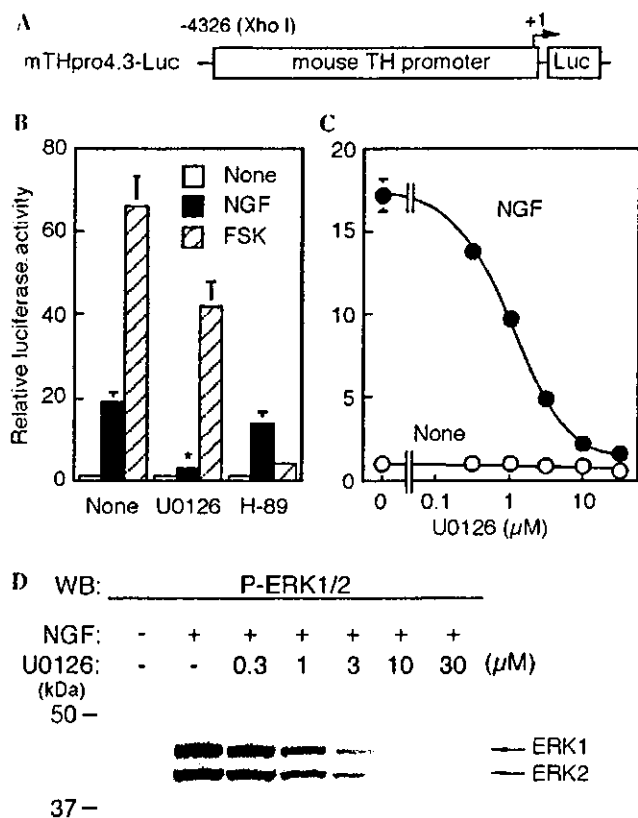 A
-4326 (Xho I)
+1
mTHpro4.3-Luc
mouse TH promoter
Luc
B
Relative luciferase activity
80
60
40
20
0
None
NGF
FSK
*
None U0126 H-89
C
20
15
10
5
0
NGF
None
0 0.1 1 10
U0126 (µM)
D WB: P-ERK1/2
NGF: - + + + + + +
U0126: - - 0.3 1 3 10 30 (µM)
(kDa)
50
ERK1
ERK2
37